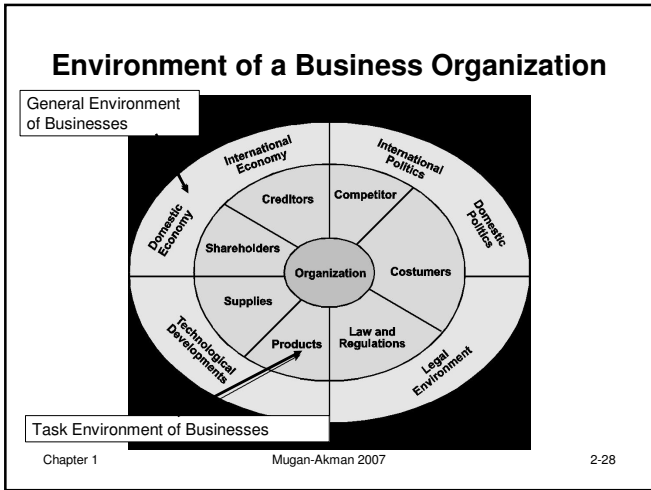 Environment of a Business Organization
General Environment
of Businesses
International
Economy
International
Politics
Domestic
Economy
Domestic
Politics
Creditors
Competitor
Shareholders
Organization
Costumers
Supplies
Products
Law and
Regulations
Technological
Developments
Legal
Environment
Task Environment of Businesses
Chapter 1
Mugan-Akman 2007
2-28